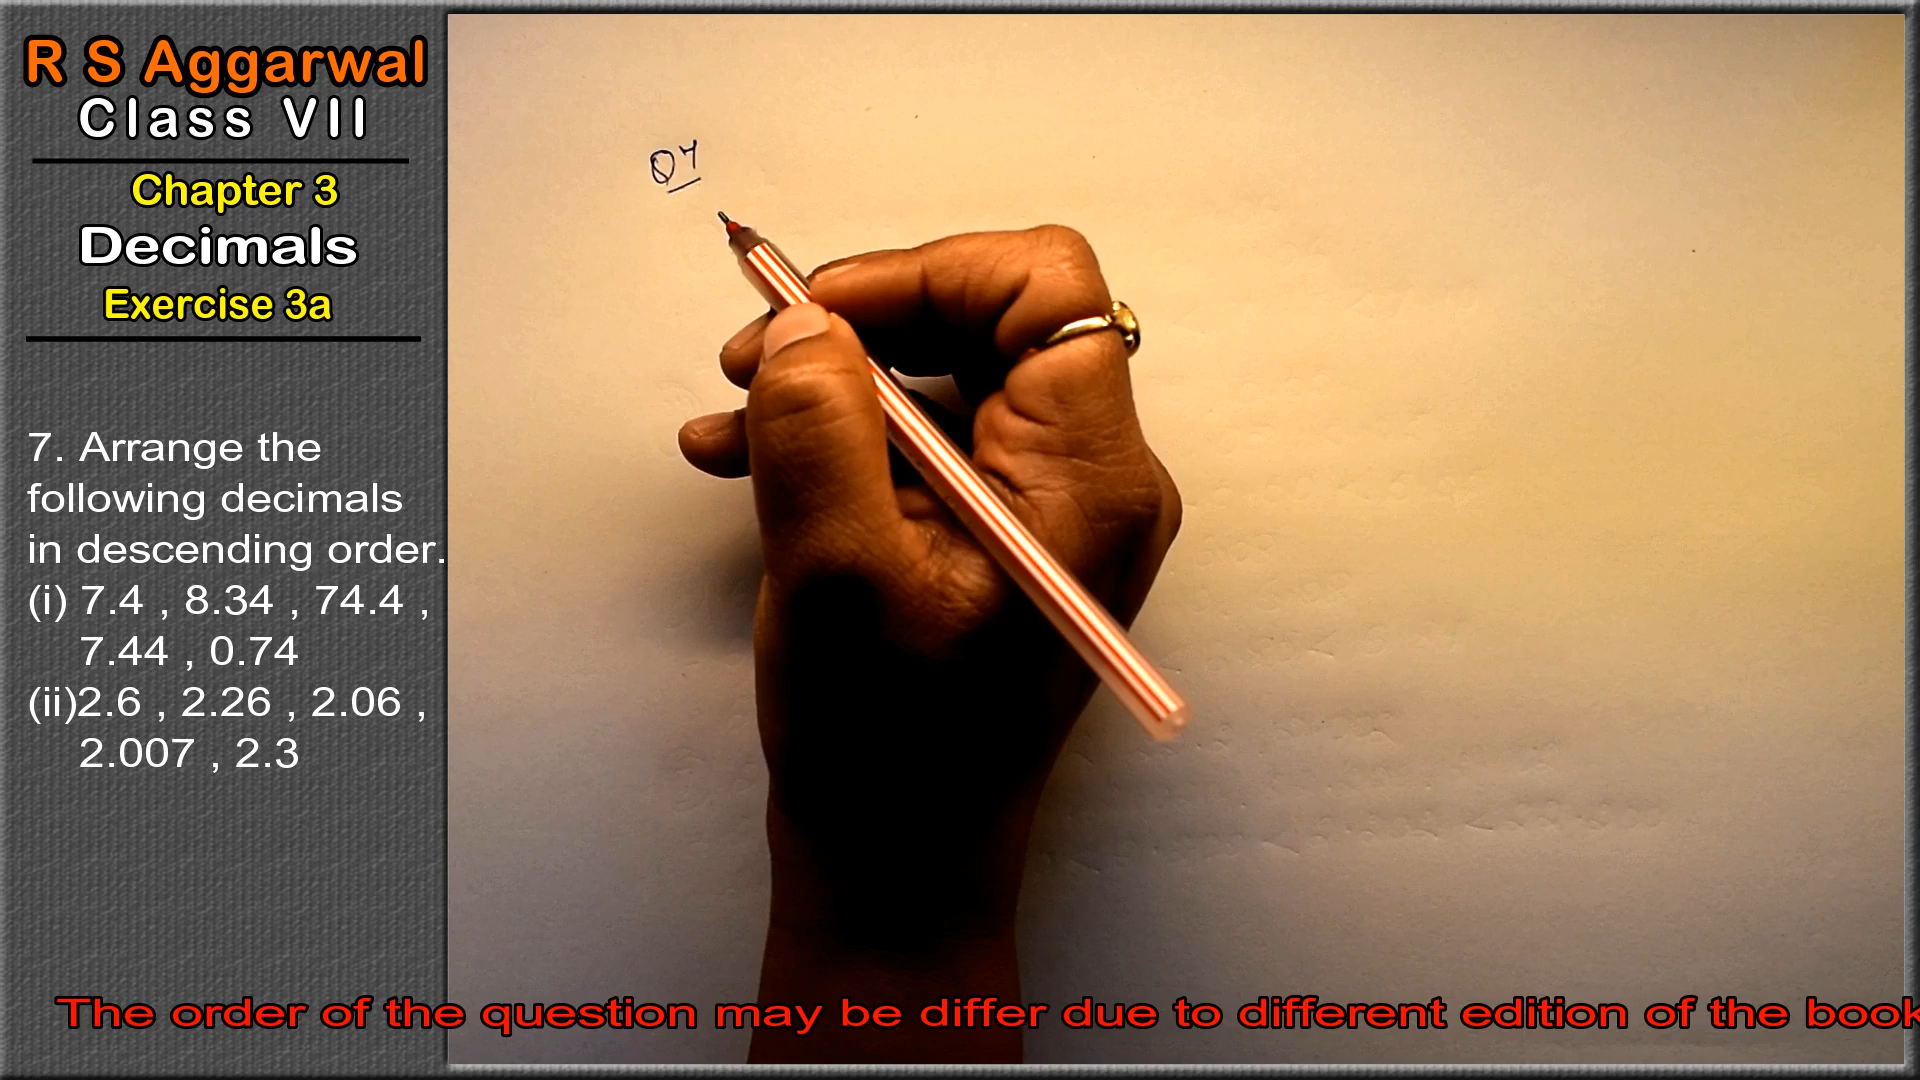 R S Aggarwal
Class VII
Chapter 3
Decimals
Exercise 3a
7. Arrange the
following decimals
in descending order.
(i) 7.4 , 8.34 , 74.4 ,
7.44 , 0.74
(ii)2.6 , 2.26 , 2.06 ,
2.007 , 2.3
Q7
The order of the question may be differ due to different edition of the book